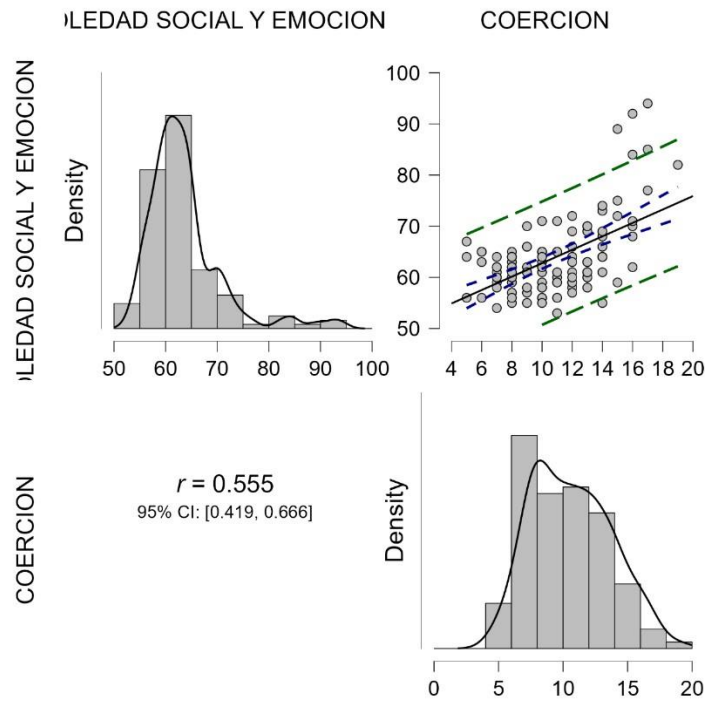 OLEDAD SOCIAL Y EMOCION
COERCION
OLEDAD SOCIAL Y EMOCION
Density
50 60 70 80 90 100
100
90
80
70
60
50
4 6 8 10 12 14 16 18 20
COERCION
r = 0.555
95% CI: [0.419, 0.666]
Density
0 5 10 15 20